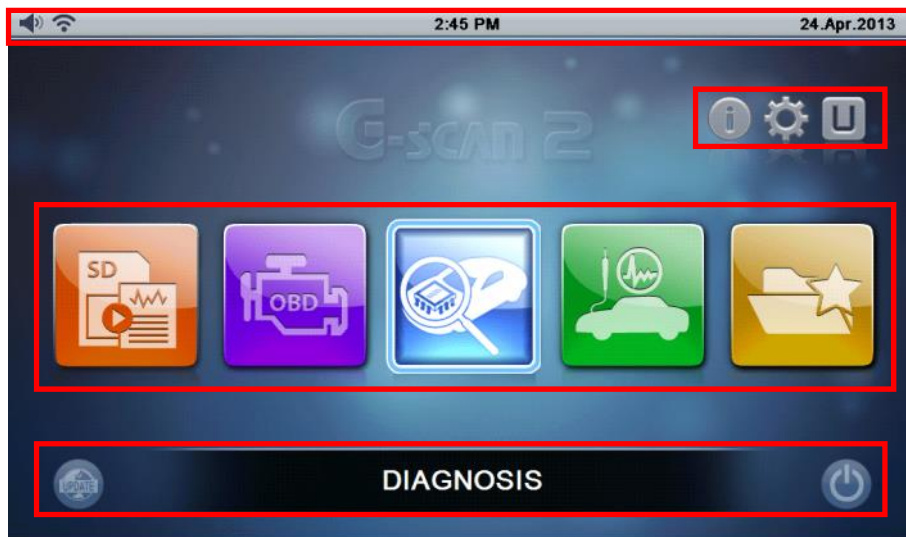 2:45 PM 24.Apr.2013
i U
G-scan 2
SD
OBD
UPDATE
DIAGNOSIS